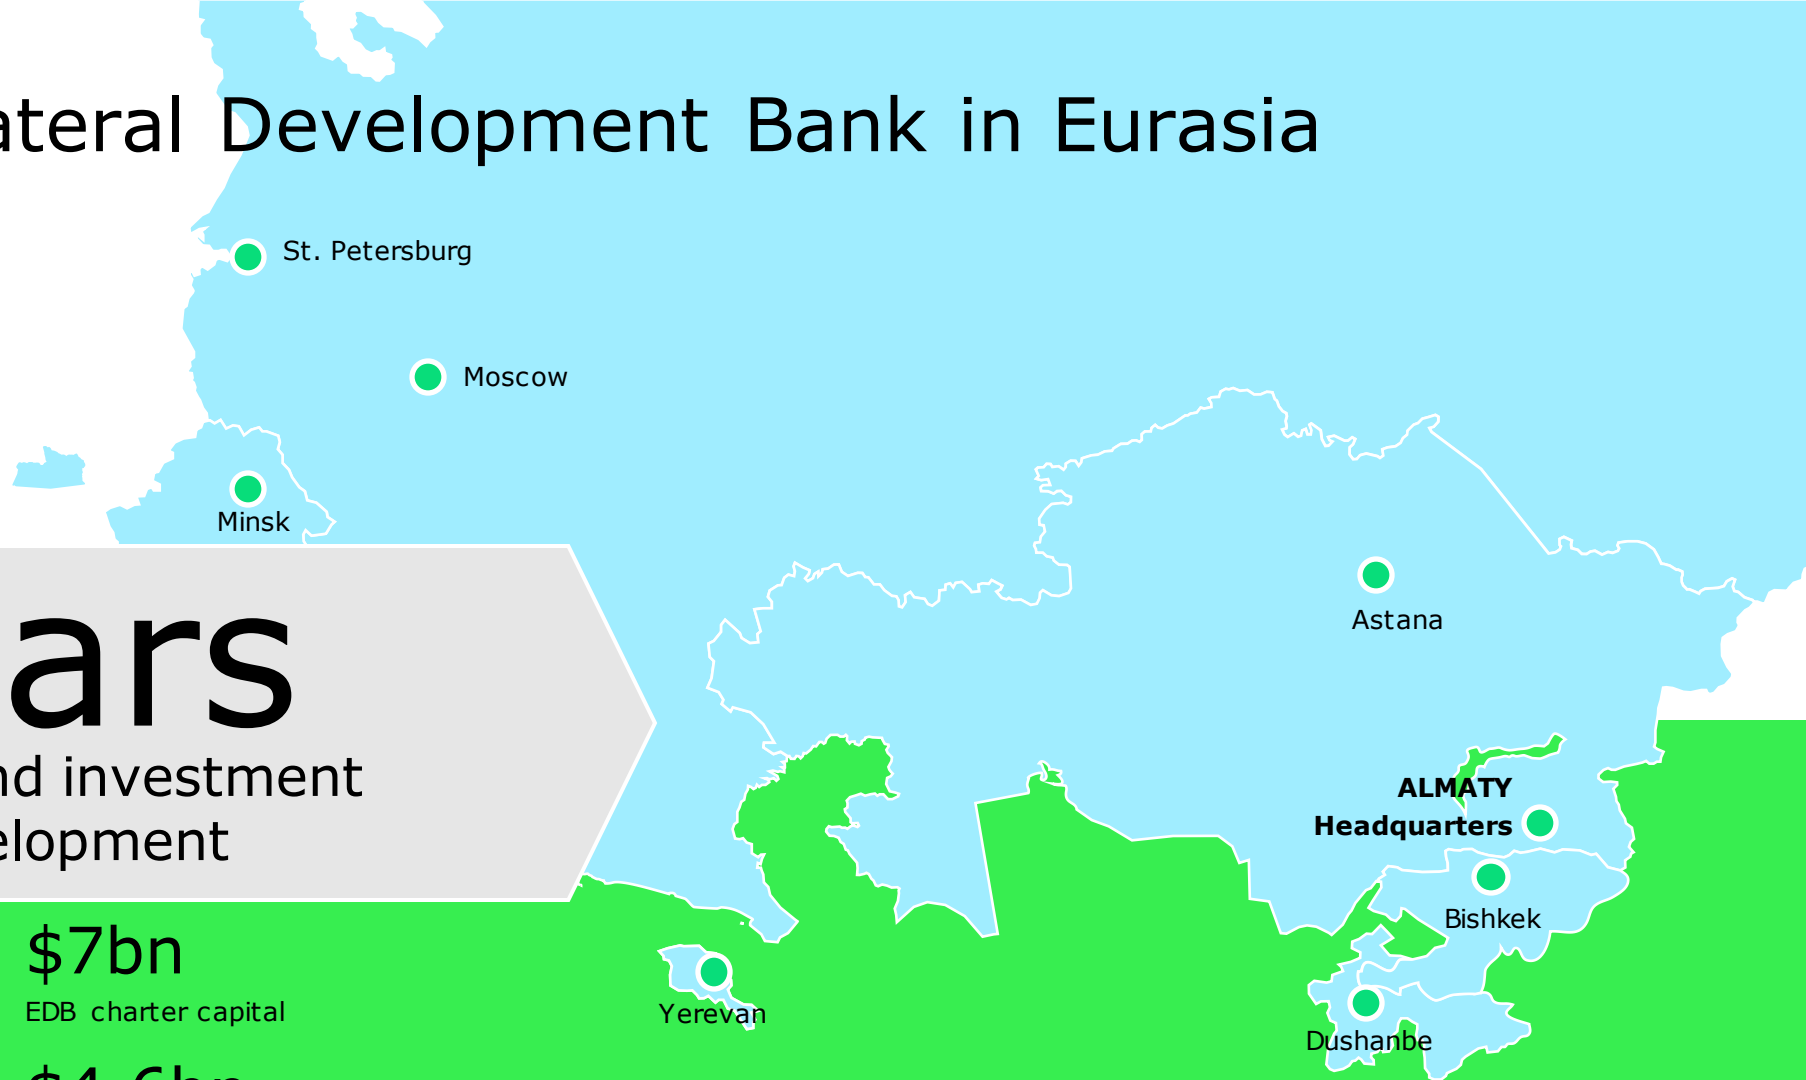 ateral Development Bank in Eurasia
St. Petersburg
Moscow
Minsk
ars
nd investment
elopment
Astana
ALMATY
Headquarters
Bishkek
$7bn
EDB charter capital
Yerevan
Dushanbe